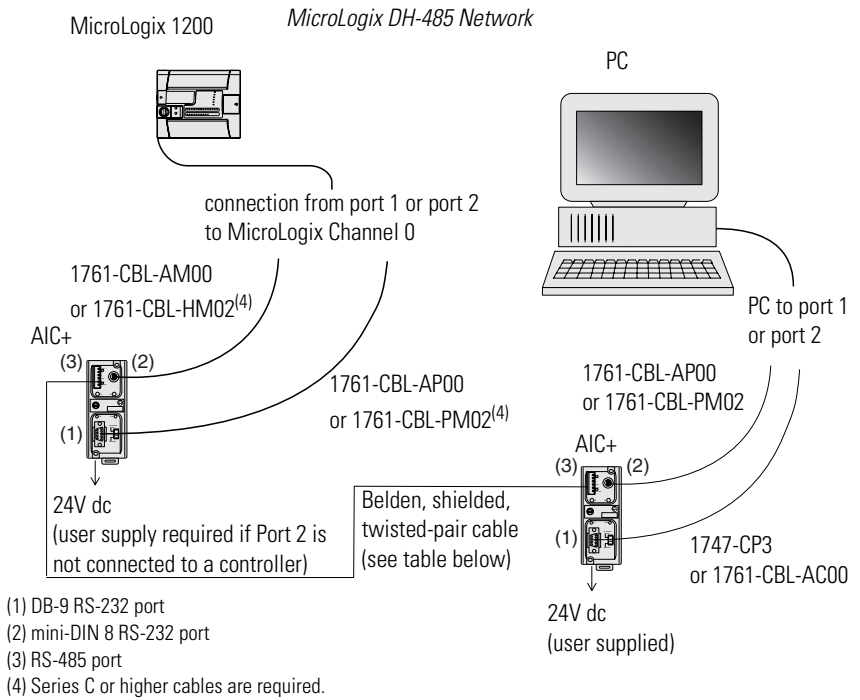 MicroLogix DH-485 Network
MicroLogix 1200
PC
connection from port 1 or port 2
to MicroLogix Channel 0
1761-CBL-AM00
or 1761-CBL-HM02(4)
PC to port 1
or port 2
AIC+
(3)
(2)
1761-CBL-AP00
or 1761-CBL-PM02(4)
1761-CBL-AP00
or 1761-CBL-PM02
(1)
AIC+
(3)
(2)
24V dc
(user supply required if Port 2 is
not connected to a controller)
Belden, shielded,
twisted-pair cable
(see table below)
(1)
1747-CP3
or 1761-CBL-AC00
24V dc
(user supplied)
(1) DB-9 RS-232 port
(2) mini-DIN 8 RS-232 port
(3) RS-485 port
(4) Series C or higher cables are required.